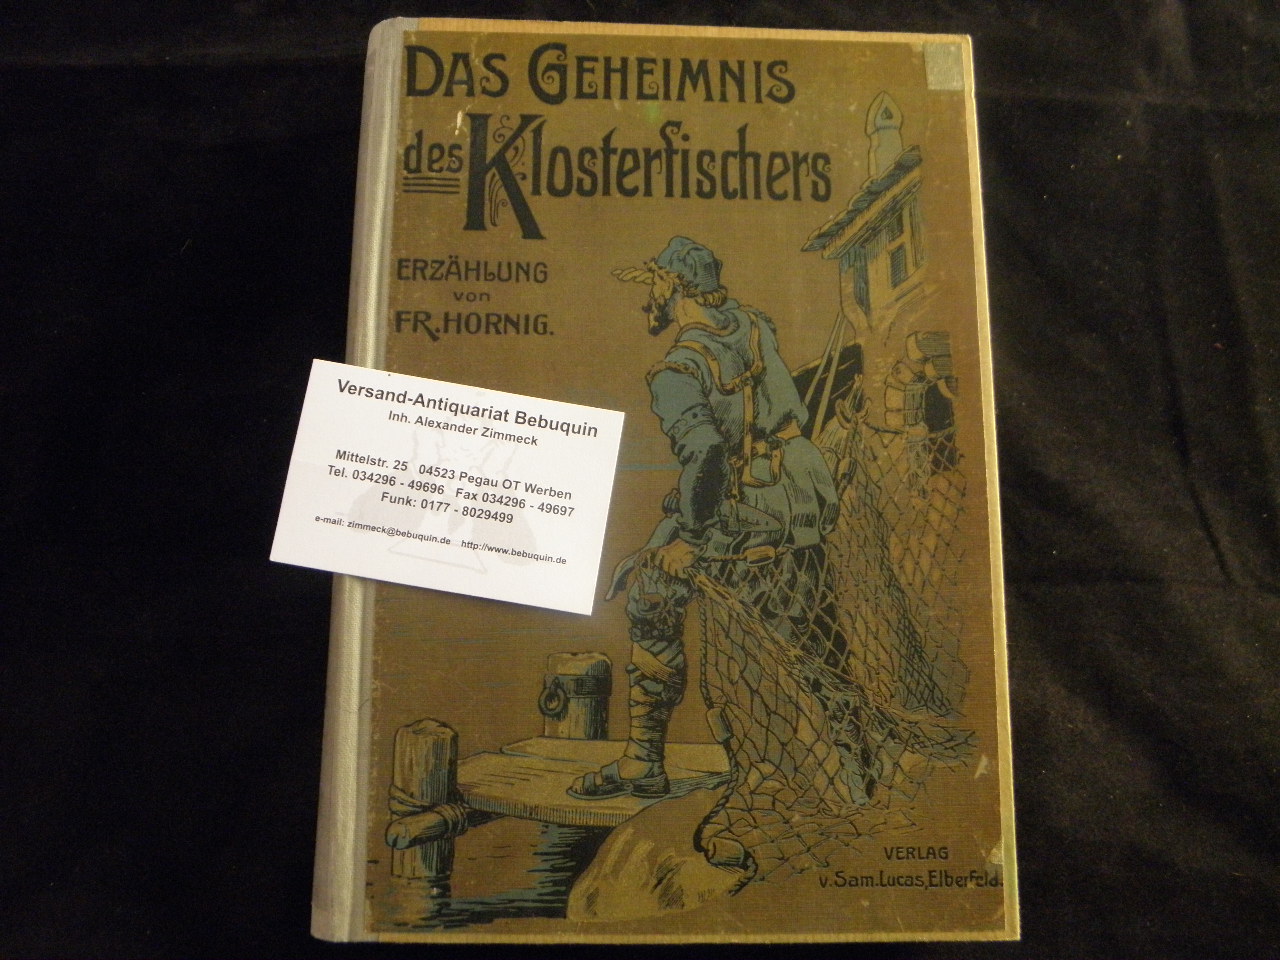 DAS GEHEIMNIS
des Klosterfischers
ERZÄHLUNG
von
FR. HORNIG.
Versand-Antiquariat Bebuquin
Inh. Alexander Zimmeck
Mittelstr. 25 04523 Pegau OT Werben
Tel. 034296 - 49696 Fax 034296 - 49697
Funk: 0177 - 8029499
e-mail: zimmeck@bebuquin.de http://www.bebuquin.de
VERLAG
v. Sam. Lucas, Elberfeld.